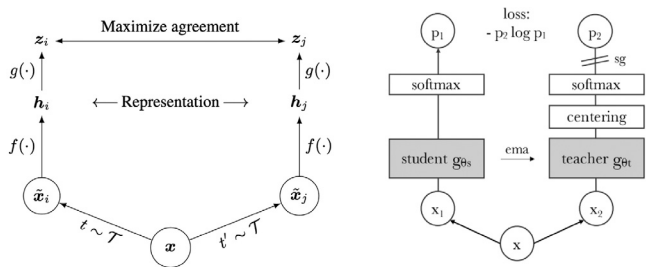 Maximize agreement
z_i z_j
g(·) g(·)
h_i ← Representation → h_j
f(·) f(·)
x̃_i x̃_j
t ~ 𝒯 t' ~ 𝒯
x
loss:
- p₂ log p₁
p₁ p₂
sg
softmax softmax
centering
student gθs ema teacher gθt
x₁ x₂
x